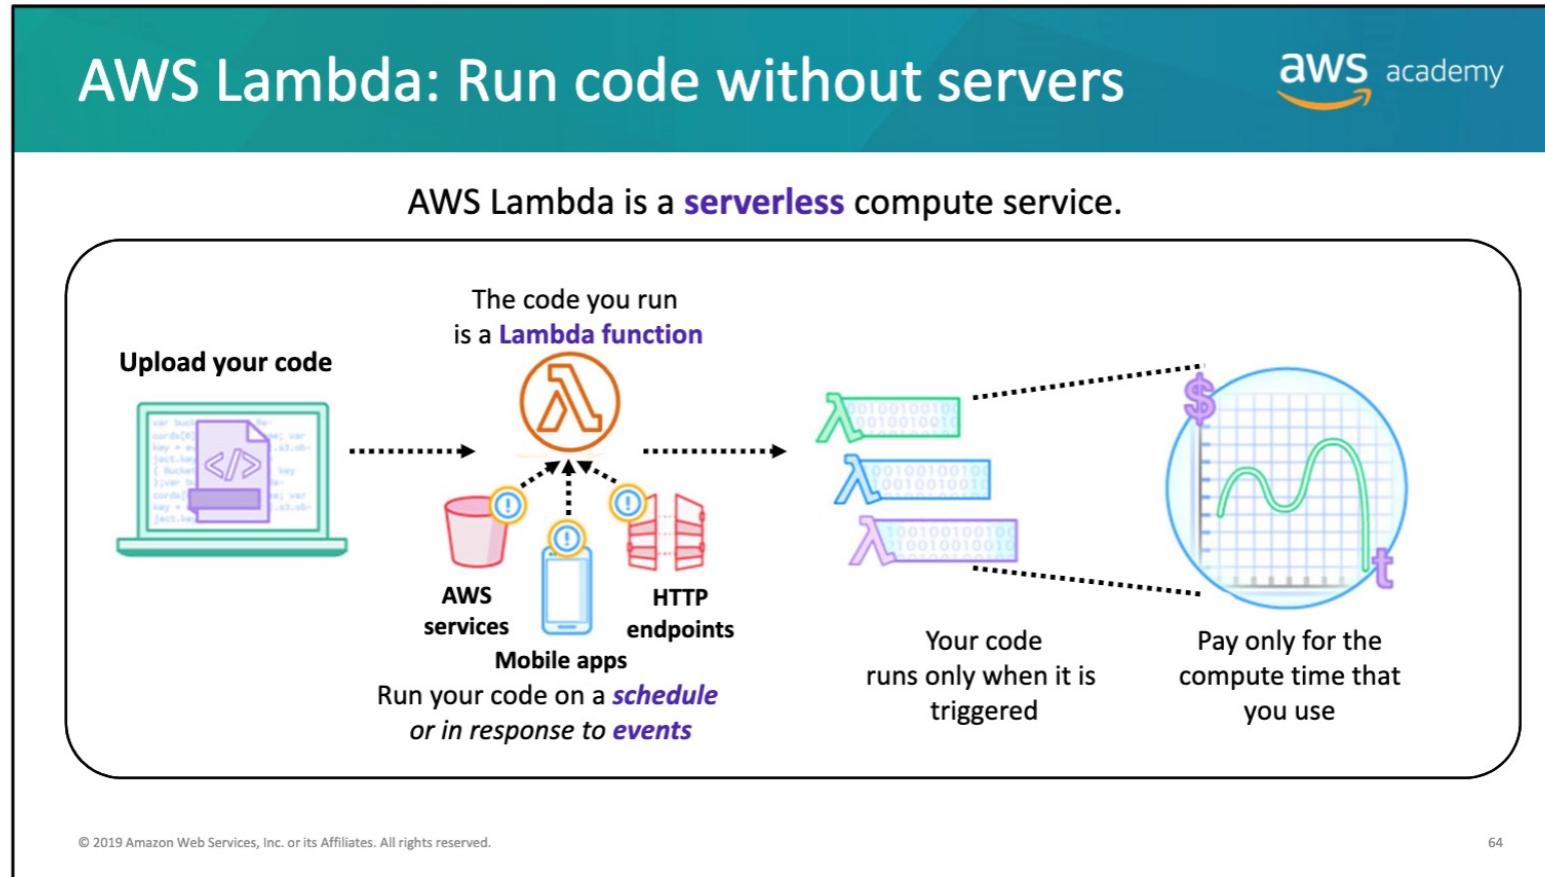 AWS Lambda: Run code without servers
aws academy
AWS Lambda is a serverless compute service.
Upload your code
</>
The code you run
is a Lambda function
AWS
services
Mobile apps
HTTP
endpoints
Run your code on a schedule
or in response to events
Your code
runs only when it is
triggered
$
t
Pay only for the
compute time that
you use
© 2019 Amazon Web Services, Inc. or its Affiliates. All rights reserved.
64